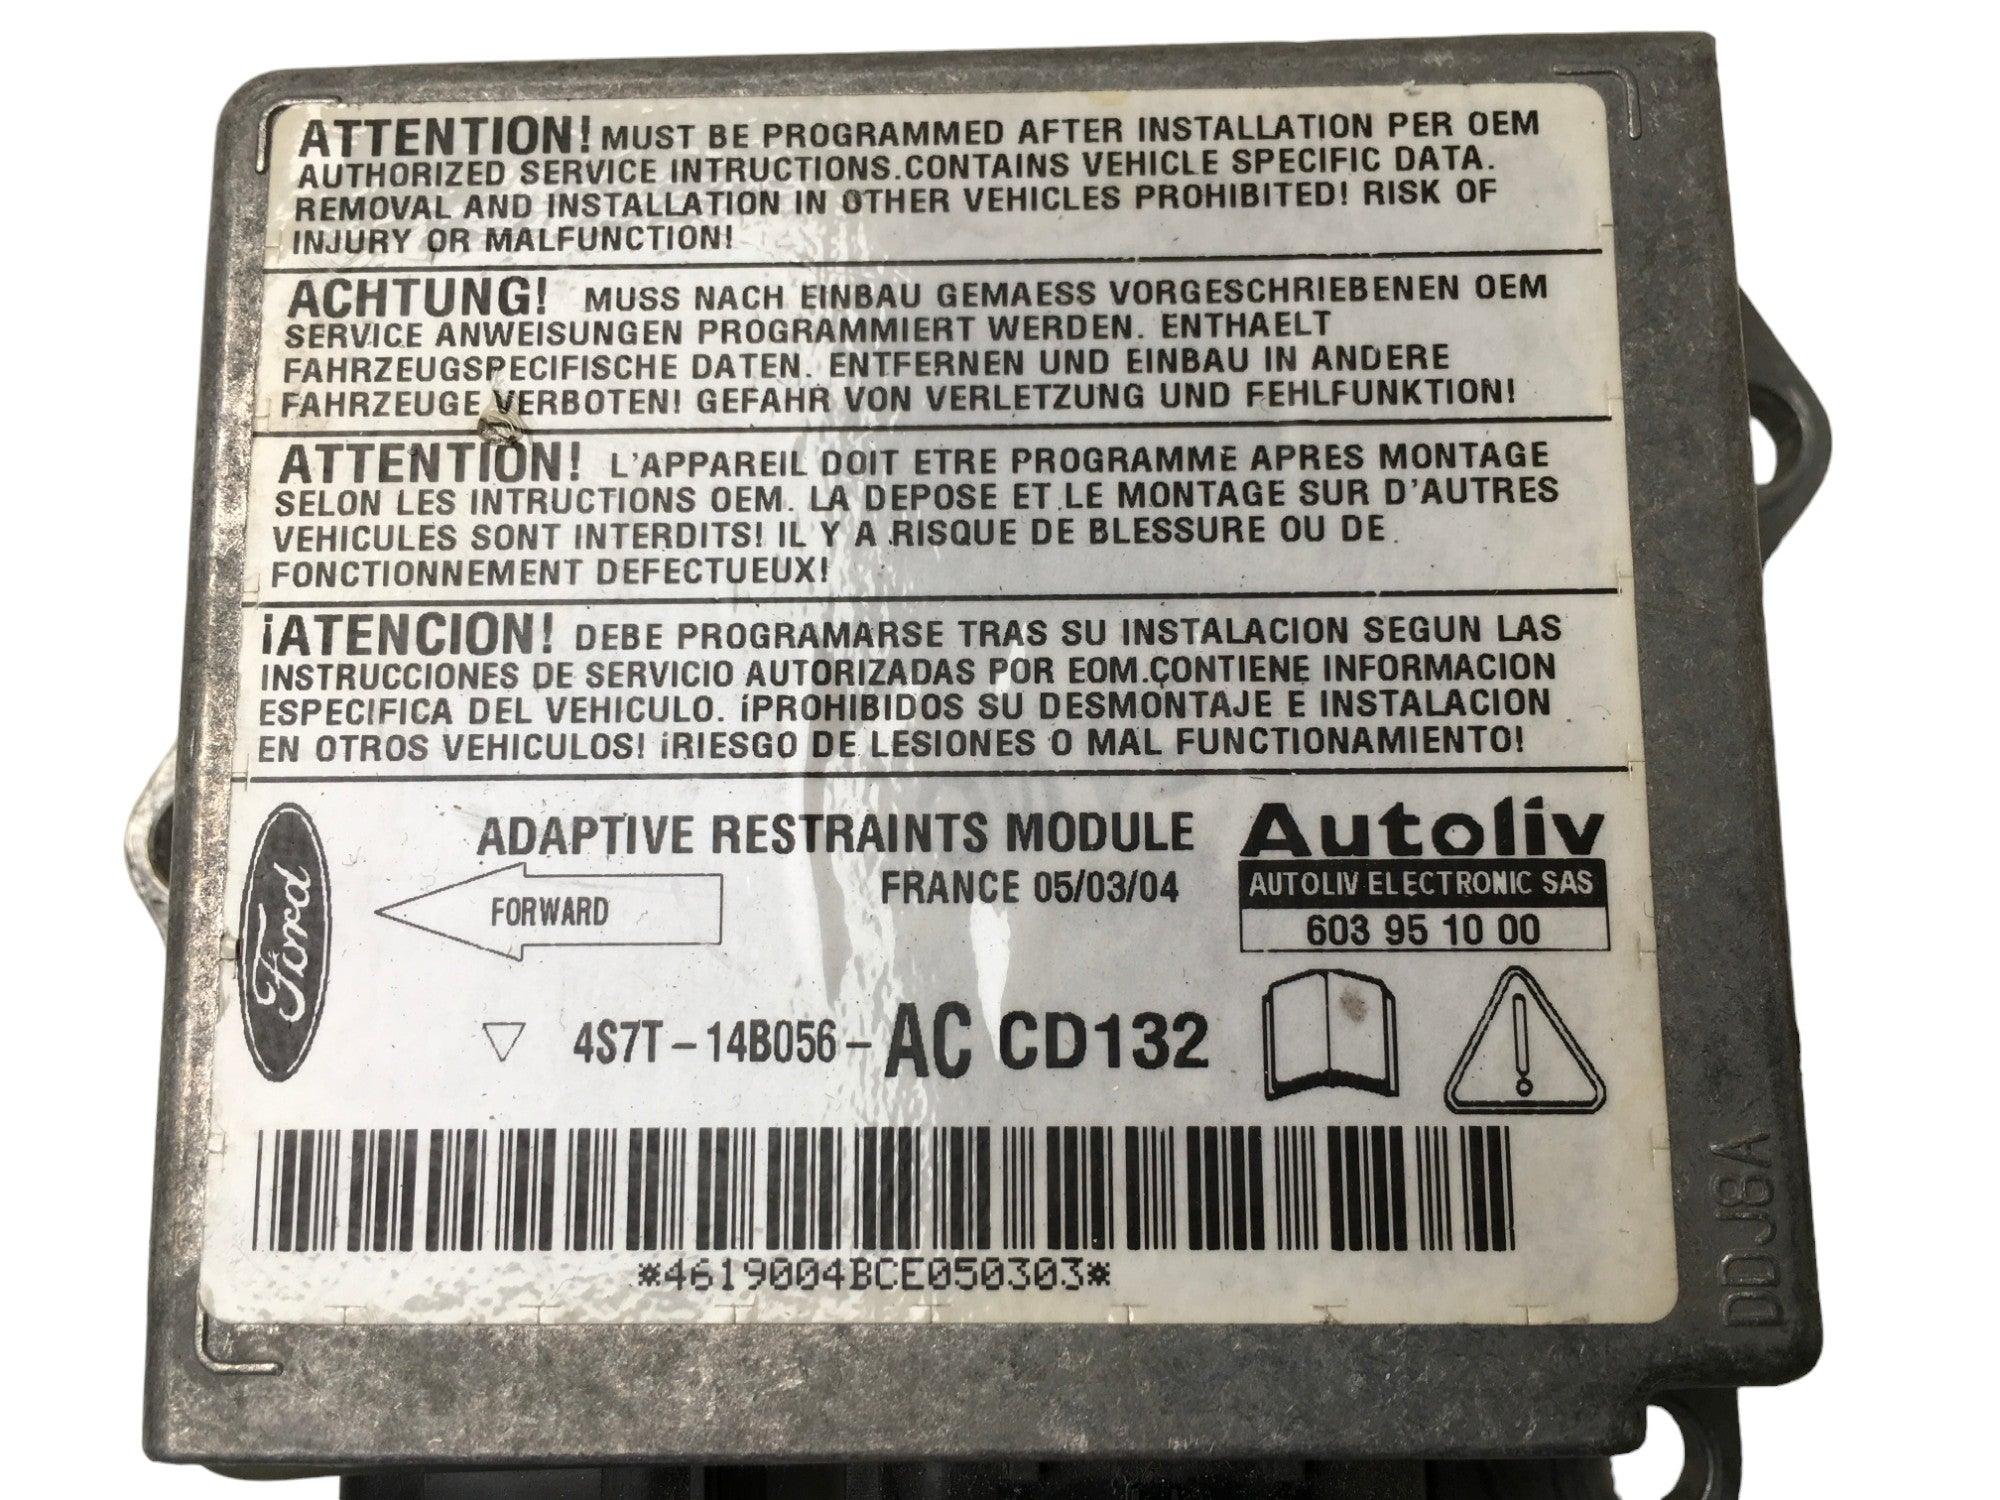 ATTENTION! MUST BE PROGRAMMED AFTER INSTALLATION PER OEM
AUTHORIZED SERVICE INTRUCTIONS.CONTAINS VEHICLE SPECIFIC DATA.
REMOVAL AND INSTALLATION IN OTHER VEHICLES PROHIBITED! RISK OF
INJURY OR MALFUNCTION!
ACHTUNG! MUSS NACH EINBAU GEMAESS VORGESCHRIEBENEN OEM
SERVICE ANWEISUNGEN PROGRAMMIERT WERDEN. ENTHAELT
FAHRZEUGSPECIFISCHE DATEN. ENTFERNEN UND EINBAU IN ANDERE
FAHRZEUGE VERBOTEN! GEFAHR VON VERLETZUNG UND FEHLFUNKTION!
ATTENTION! L'APPAREIL DOIT ETRE PROGRAMME APRES MONTAGE
SELON LES INTRUCTIONS OEM. LA DEPOSE ET LE MONTAGE SUR D'AUTRES
VEHICULES SONT INTERDITS! IL Y A RISQUE DE BLESSURE OU DE
FONCTIONNEMENT DEFECTUEUX!
¡ATENCION! DEBE PROGRAMARSE TRAS SU INSTALACION SEGUN LAS
INSTRUCCIONES DE SERVICIO AUTORIZADAS POR EOM.CONTIENE INFORMACION
ESPECIFICA DEL VEHICULO. ¡PROHIBIDOS SU DESMONTAJE E INSTALACION
EN OTROS VEHICULOS! ¡RIESGO DE LESIONES O MAL FUNCTIONAMIENTO!
Ford
ADAPTIVE RESTRAINTS MODULE
FRANCE 05/03/04
FORWARD
Autoliv
AUTOLIV ELECTRONIC SAS
603 95 10 00
4S7T-14B056-AC CD132
*4619004BCE050303*
DDJ8A